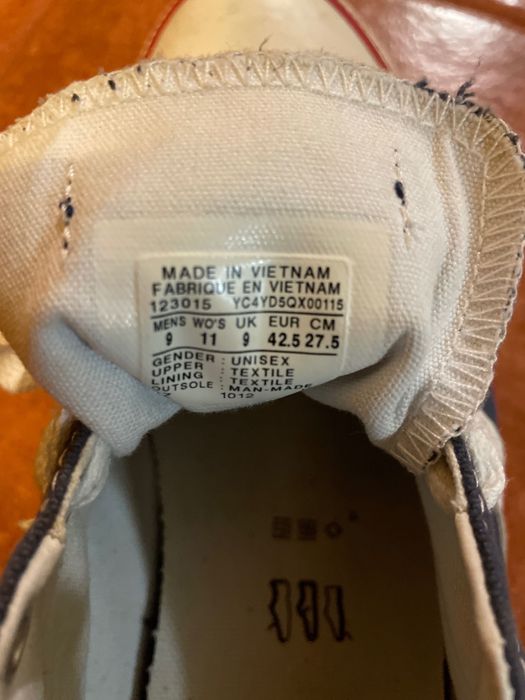 MADE IN VIETNAM
FABRIQUE EN VIETNAM
123015 YC4YD5QX00115
MENS WO'S UK EUR CM
9 11 9 42.5 27.5
GENDER : UNISEX
UPPER : TEXTILE
LINING : TEXTILE
OUTSOLE : MAN-MADE
1012